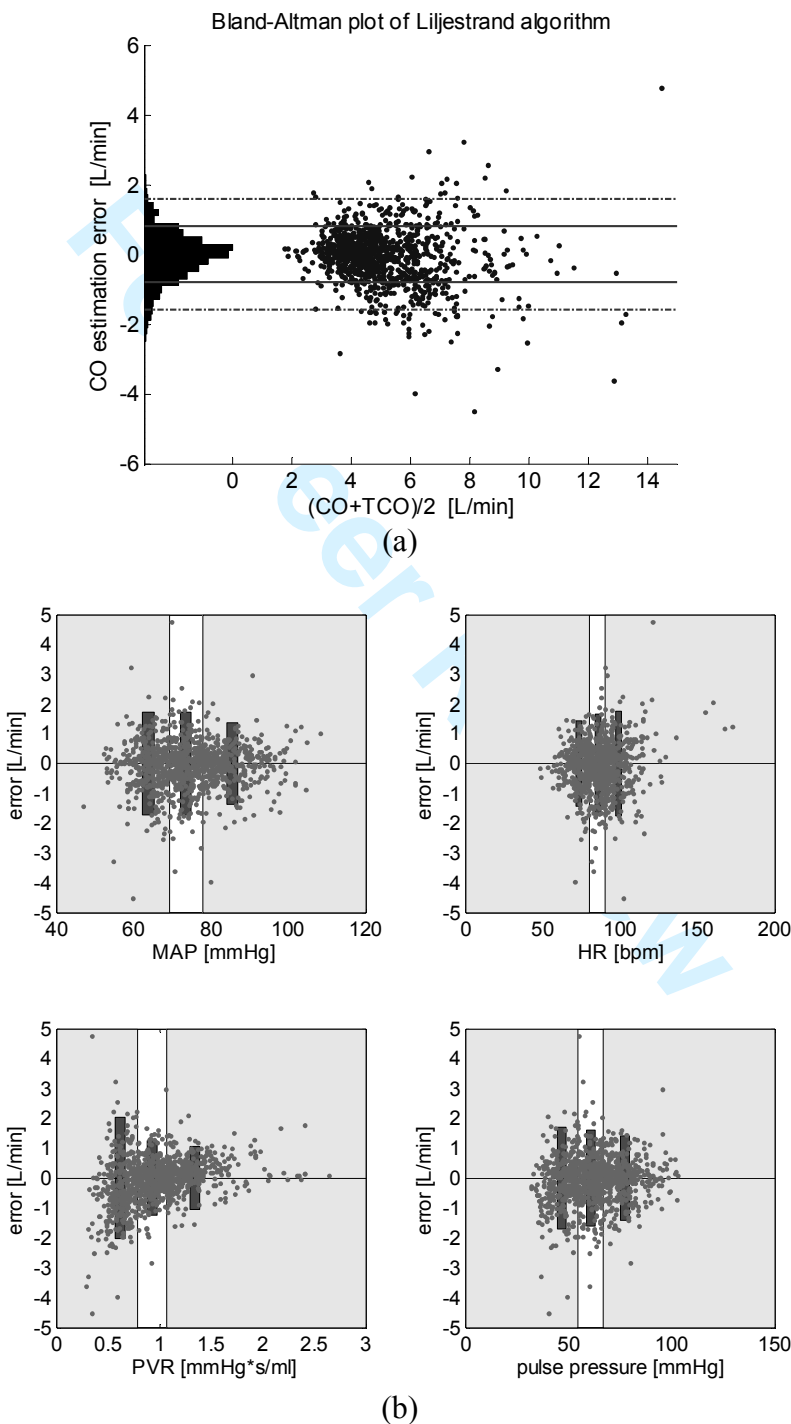 Bland-Altman plot of Liljestrand algorithm
6
4
2
0
-2
-4
-6
CO estimation error [L/min]
0 2 4 6 8 10 12 14
(CO+TCO)/2 [L/min]
(a)
5
4
3
2
1
0
-1
-2
-3
-4
-5
error [L/min]
40 60 80 100 120
MAP [mmHg]
5
4
3
2
1
0
-1
-2
-3
-4
-5
error [L/min]
0 50 100 150 200
HR [bpm]
5
4
3
2
1
0
-1
-2
-3
-4
-5
error [L/min]
0 0.5 1 1.5 2 2.5 3
PVR [mmHg*s/ml]
5
4
3
2
1
0
-1
-2
-3
-4
-5
error [L/min]
0 50 100 150
pulse pressure [mmHg]
(b)